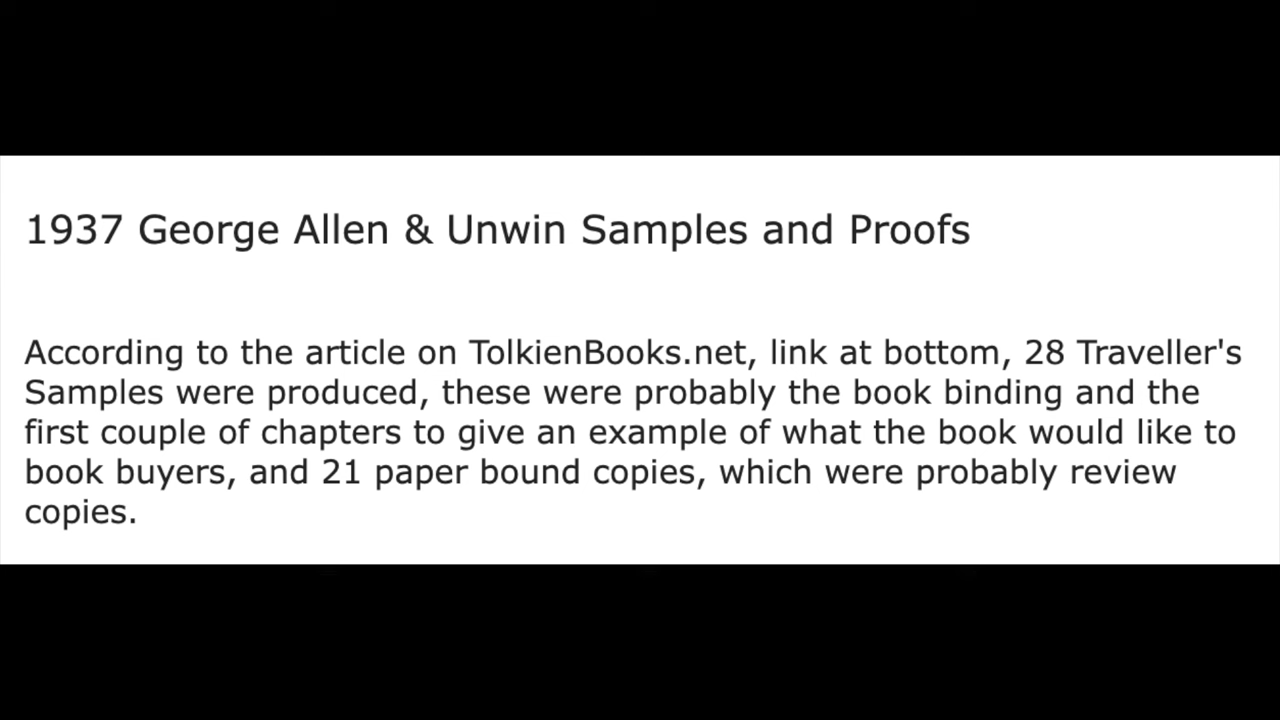 1937 George Allen & Unwin Samples and Proofs
According to the article on TolkienBooks.net, link at bottom, 28 Traveller's
Samples were produced, these were probably the book binding and the
first couple of chapters to give an example of what the book would like to
book buyers, and 21 paper bound copies, which were probably review
copies.